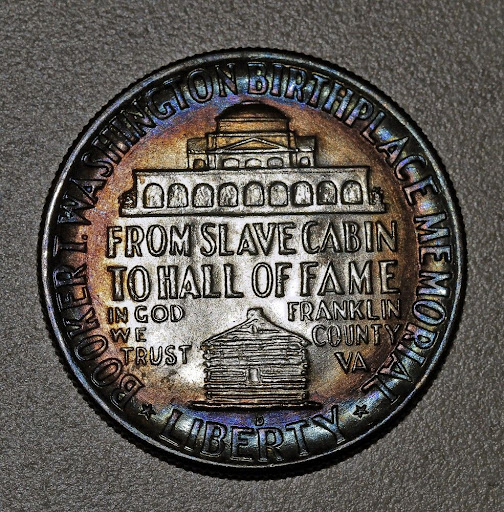 BOOKER T. WASHINGTON BIRTHPLACE MEMORIAL
FROM SLAVE CABIN
TO HALL OF FAME
IN GOD
WE
TRUST
FRANKLIN
COUNTY
VA
D
★ LIBERTY ★